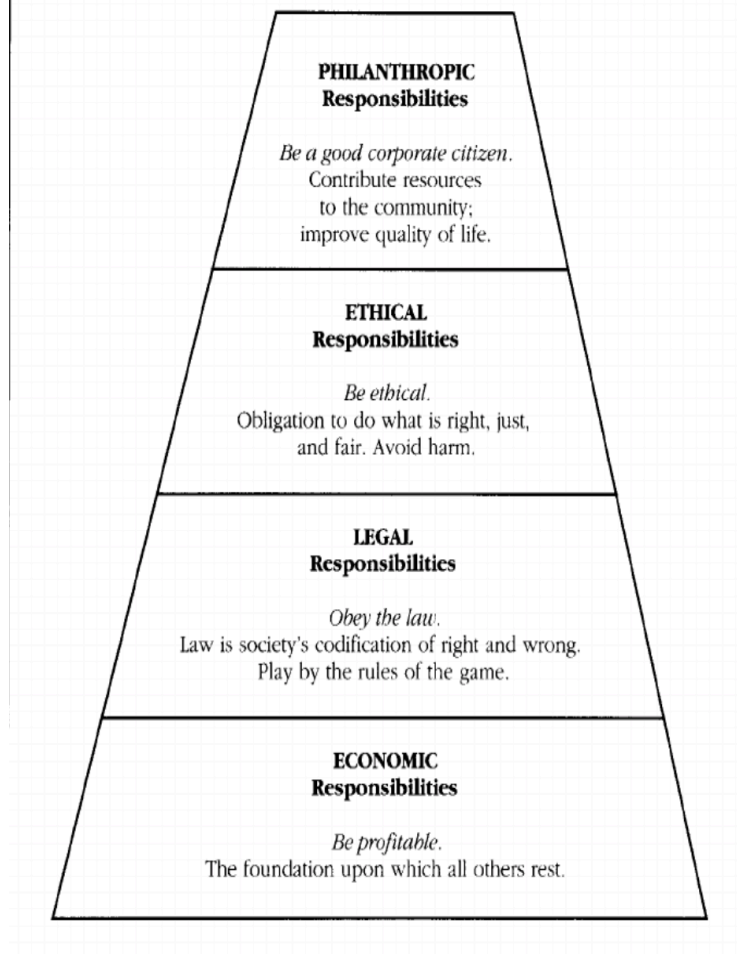 PHILANTHROPIC
Responsibilities
Be a good corporate citizen.
Contribute resources
to the community;
improve quality of life.
ETHICAL
Responsibilities
Be ethical.
Obligation to do what is right, just,
and fair. Avoid harm.
LEGAL
Responsibilities
Obey the law.
Law is society's codification of right and wrong.
Play by the rules of the game.
ECONOMIC
Responsibilities
Be profitable.
The foundation upon which all others rest.